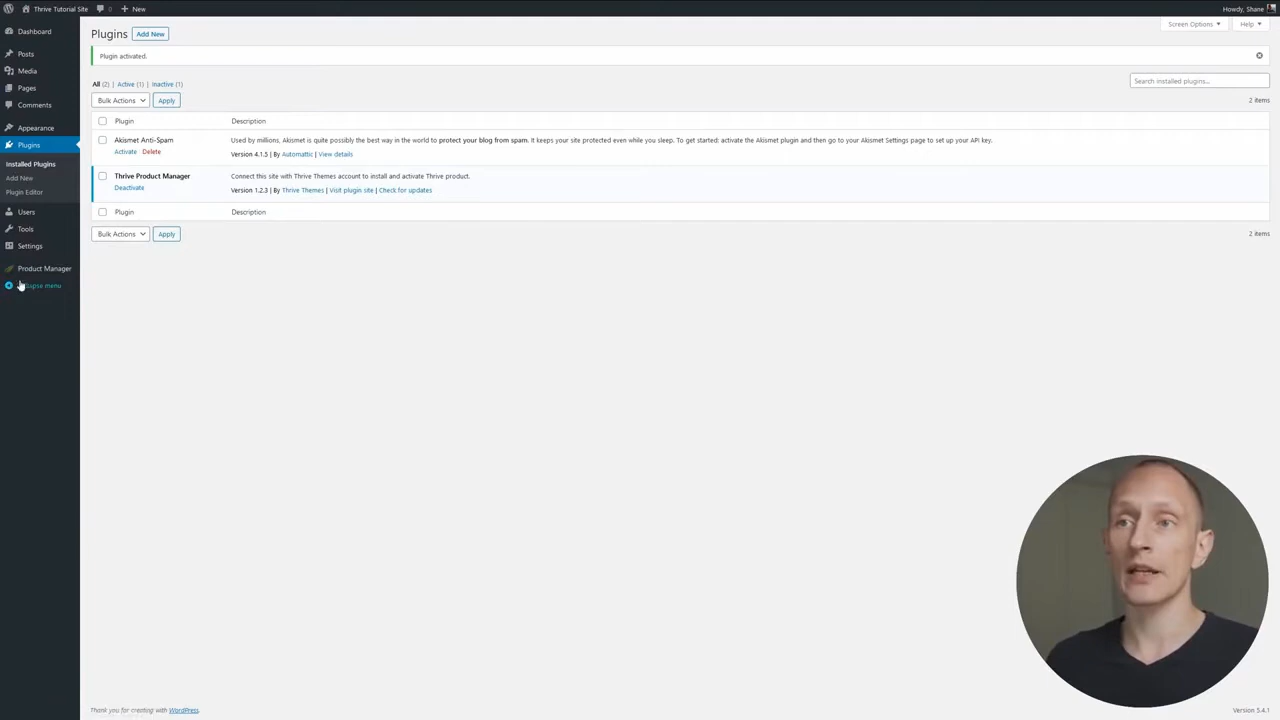 Thrive Tutorial Site 0 New Howdy, Shane
Screen Options Help
Dashboard
Posts
Media
Pages
Comments
Appearance
Plugins
Installed Plugins
Add New
Plugin Editor
Users
Tools
Settings
Product Manager
Plugins Add New
Plugin activated.
All (2) | Active (1) | Inactive (1)
Search installed plugins...
Bulk Actions Apply 2 items
Plugin Description
Akismet Anti-Spam Used by millions, Akismet is quite possibly the best way in the world to protect your blog from spam. It keeps your site protected even while you sleep. To get started: activate the Akismet plugin and then go to your Akismet Settings page to set up your API key.
Activate Delete Version 4.1.5 | By Automattic | View details
Thrive Product Manager Connect this site with Thrive Themes account to install and activate Thrive product.
Deactivate Version 1.2.3 | By Thrive Themes | Visit plugin site | Check for updates
Plugin Description
Bulk Actions Apply 2 items
Thank you for creating with WordPress. Version 5.4.1